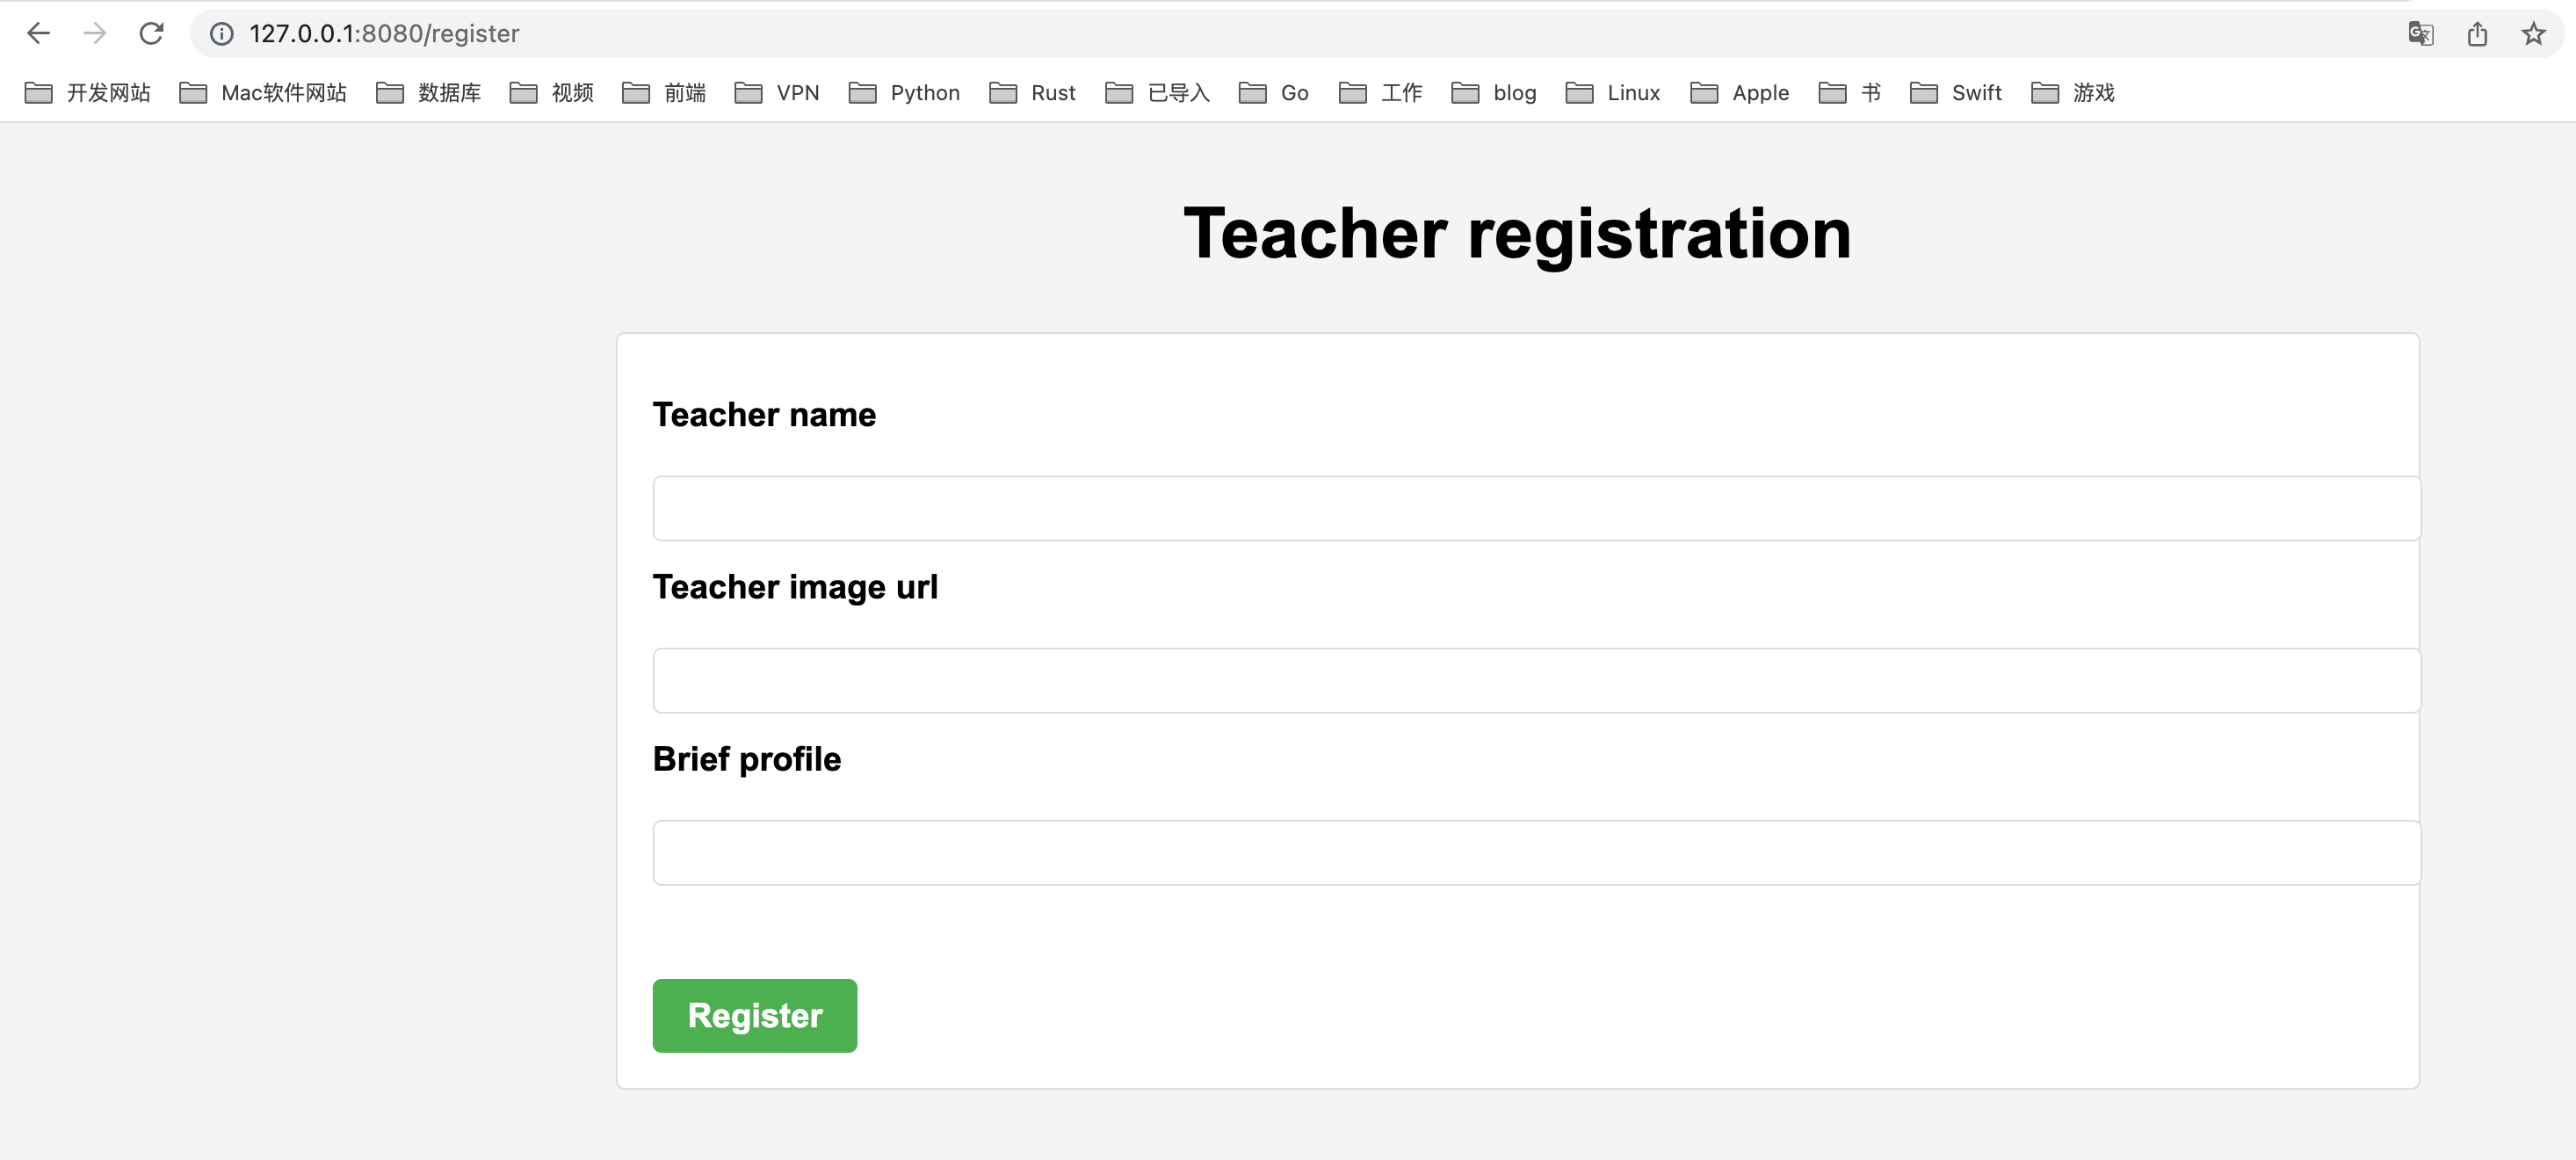 127.0.0.1:8080/register
开发网站 Mac软件网站 数据库 视频 前端 VPN Python Rust 已导入 Go 工作 blog Linux Apple 书 Swift 游戏
Teacher registration
Teacher name
Teacher image url
Brief profile
Register